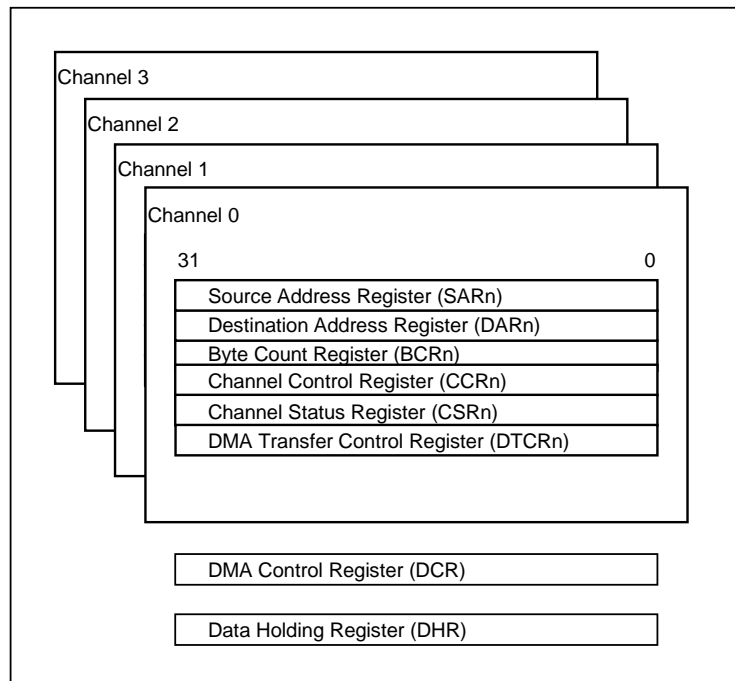 Channel 3
Channel 2
Channel 1
Channel 0
31 0
Source Address Register (SARn)
Destination Address Register (DARn)
Byte Count Register (BCRn)
Channel Control Register (CCRn)
Channel Status Register (CSRn)
DMA Transfer Control Register (DTCRn)
DMA Control Register (DCR)
Data Holding Register (DHR)